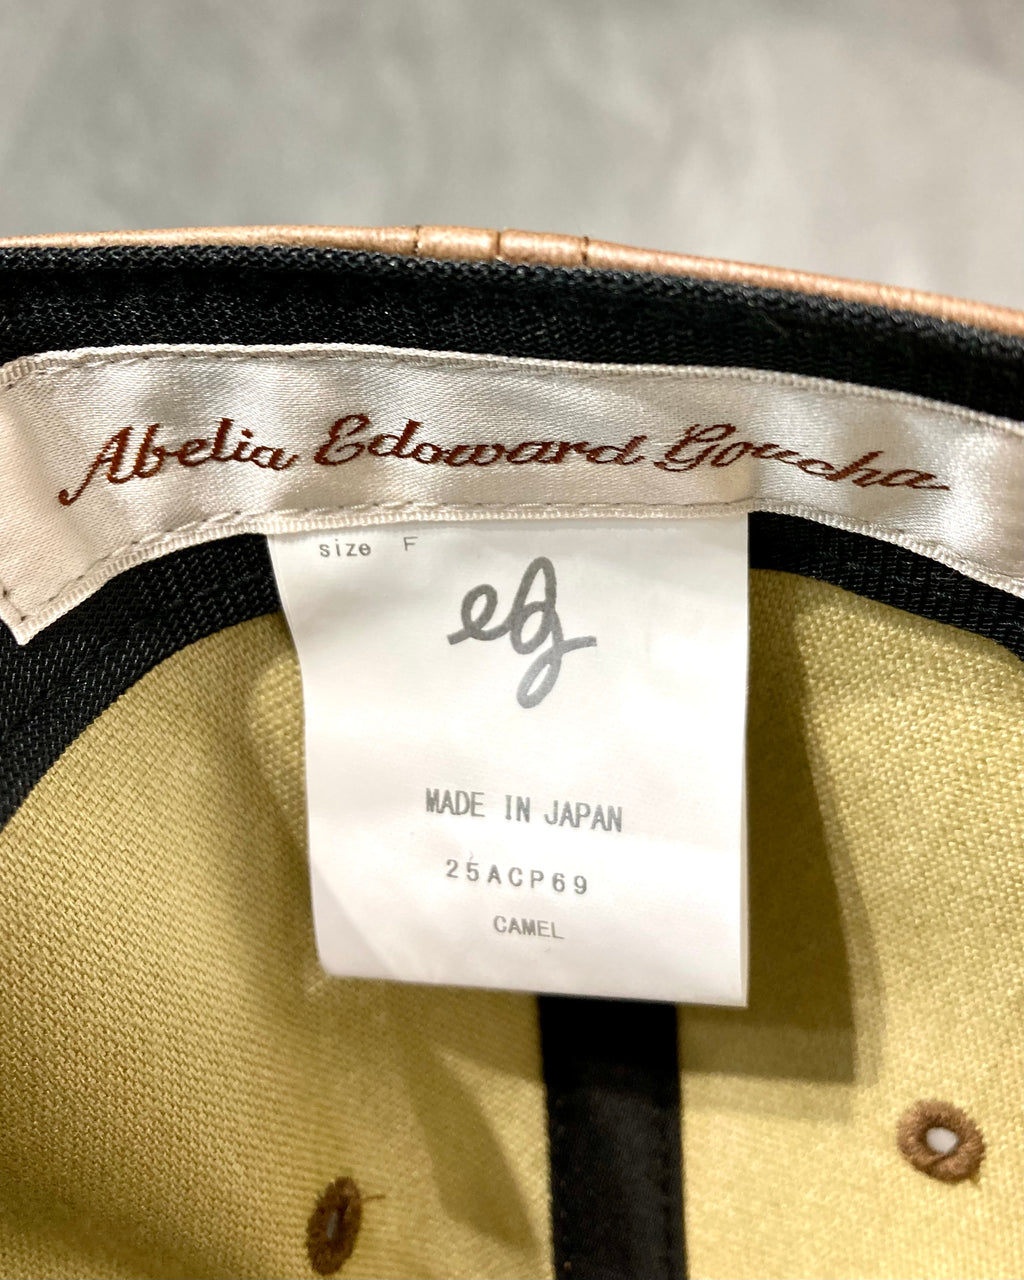 Abelia Edoward Goucha
size F
eg
MADE IN JAPAN
25ACP69
CAMEL